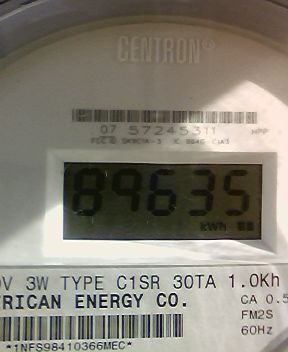 CENTRON®
07 57245311
89635
kWh
V 3W TYPE C1SR 30TA 1.0Kh
RICAN ENERGY CO.
CA 0.5
FM2S
60Hz
*1NFS98410366MEC*